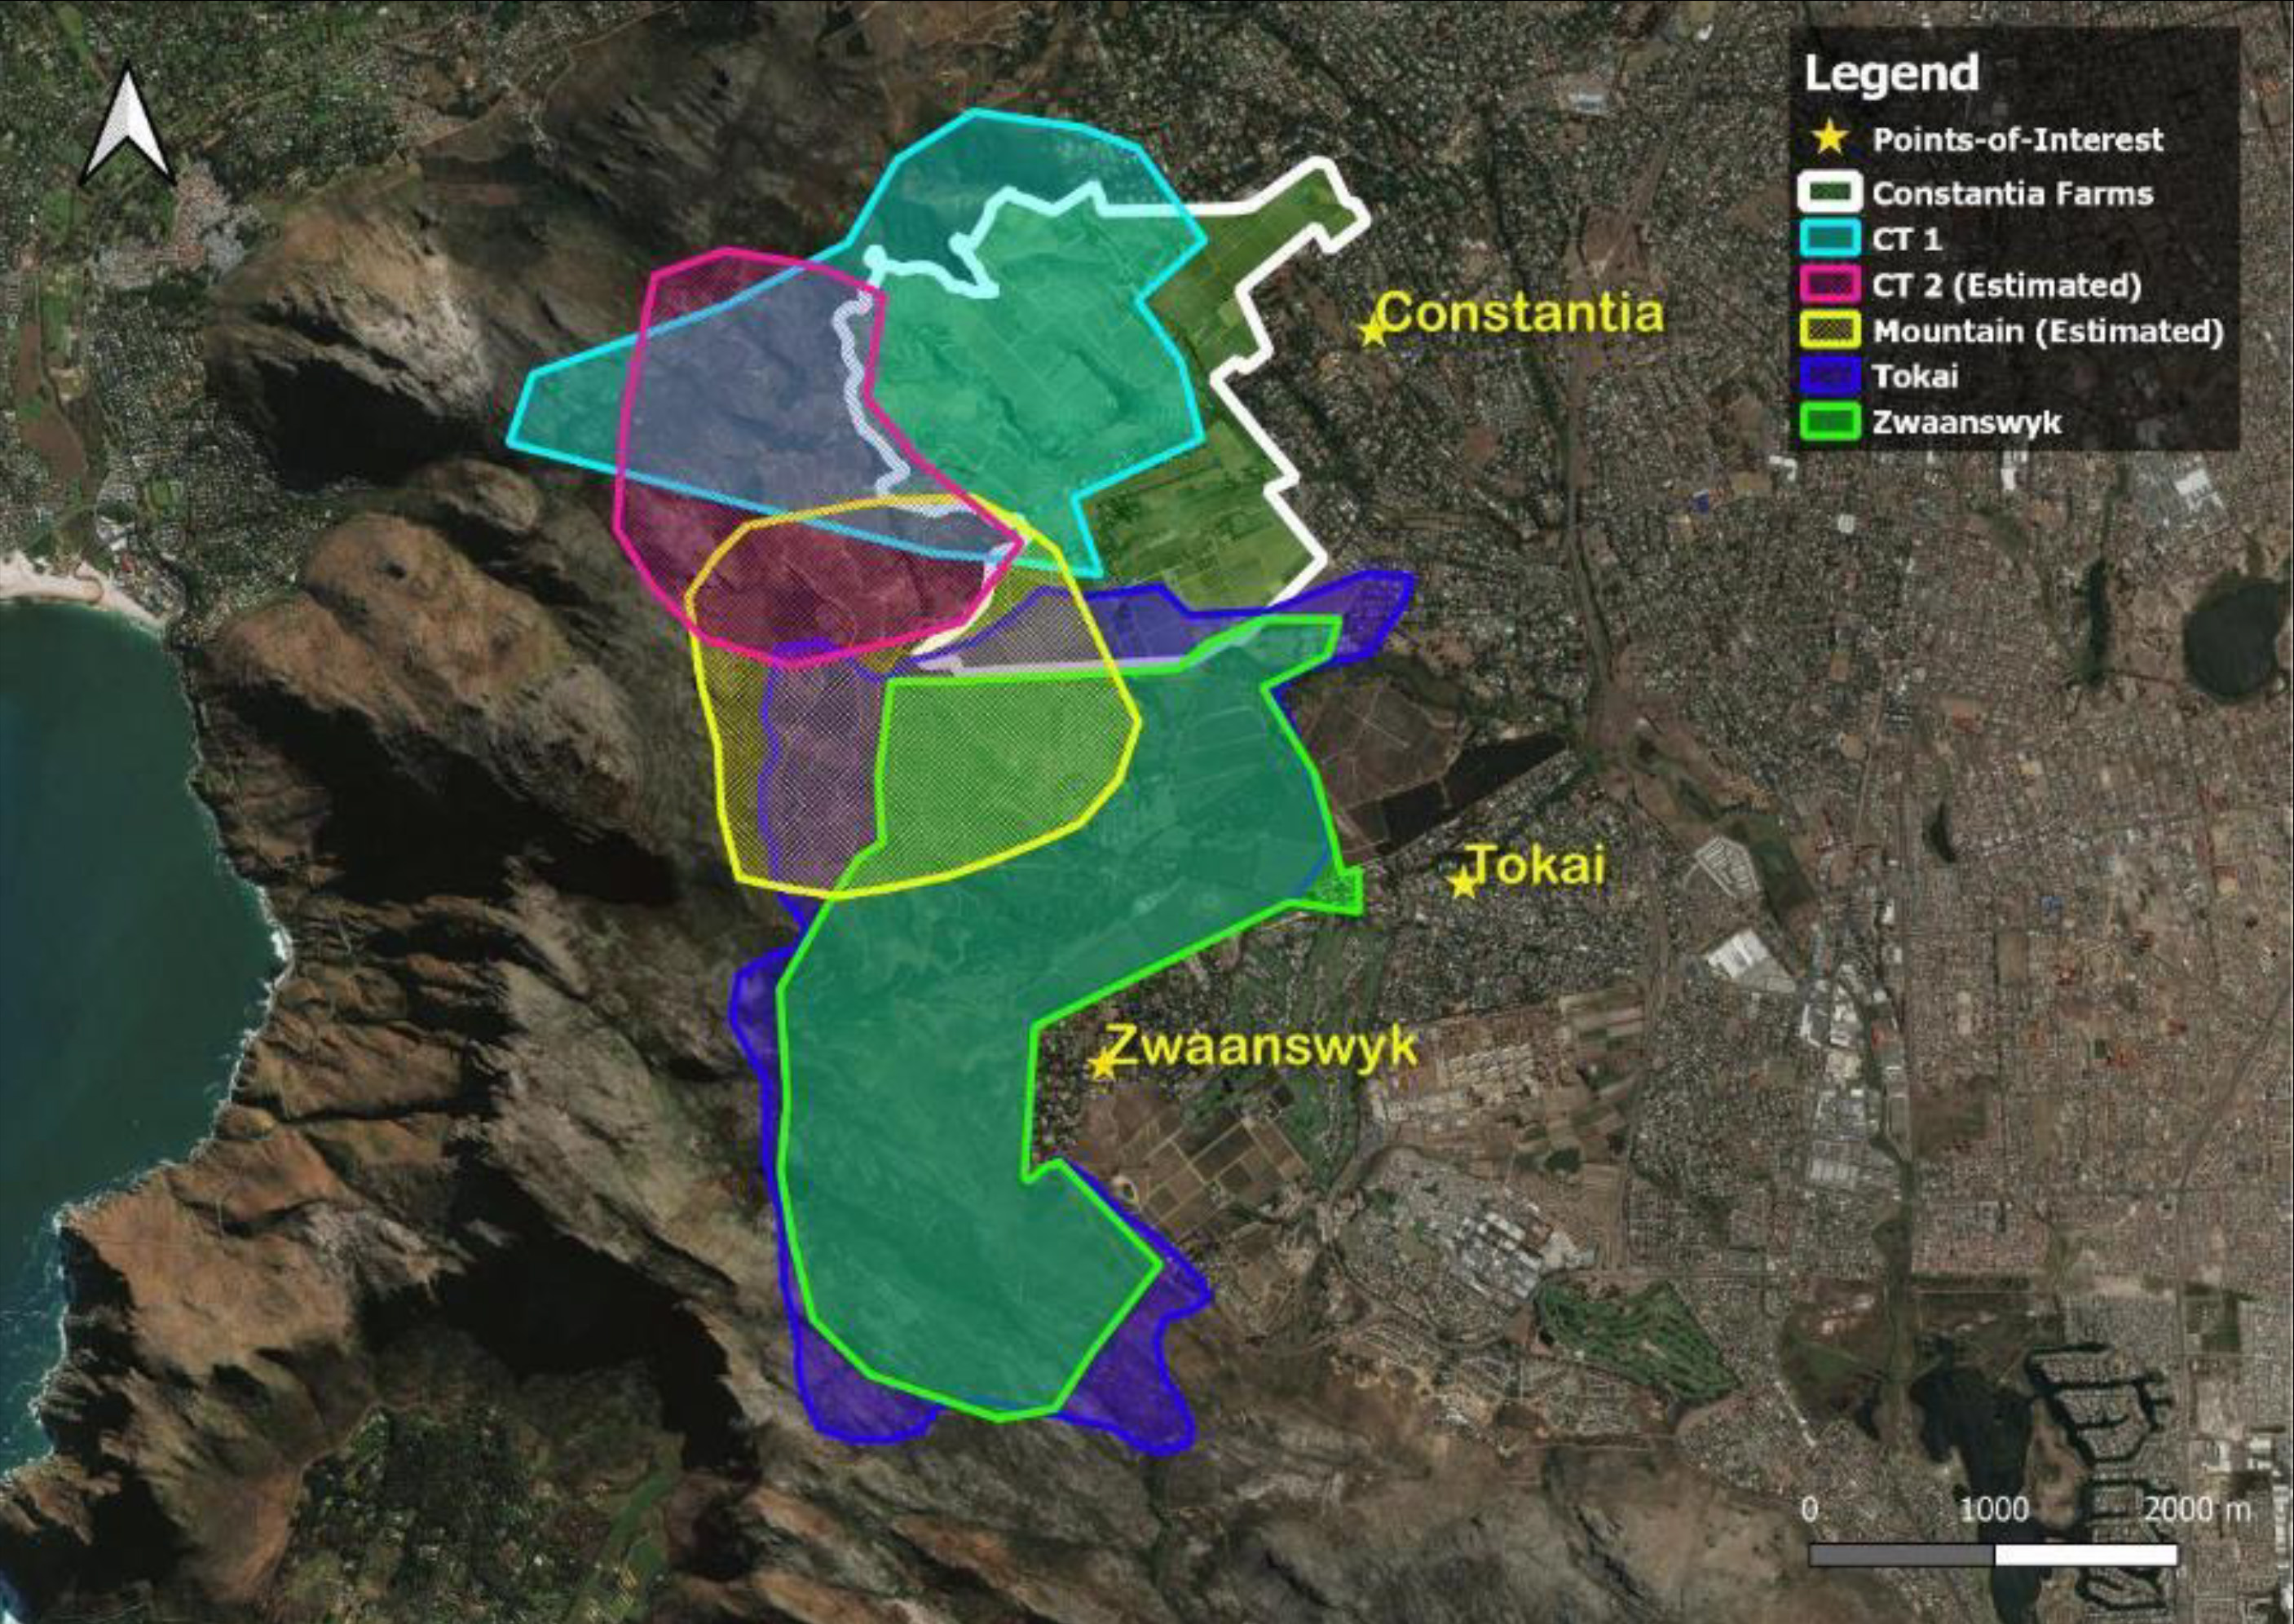 Legend
Points-of-Interest
Constantia Farms
CT 1
CT 2 (Estimated)
Mountain (Estimated)
Tokai
Zwaanswyk
Constantia
Tokai
Zwaanswyk
0 1000 2000 m